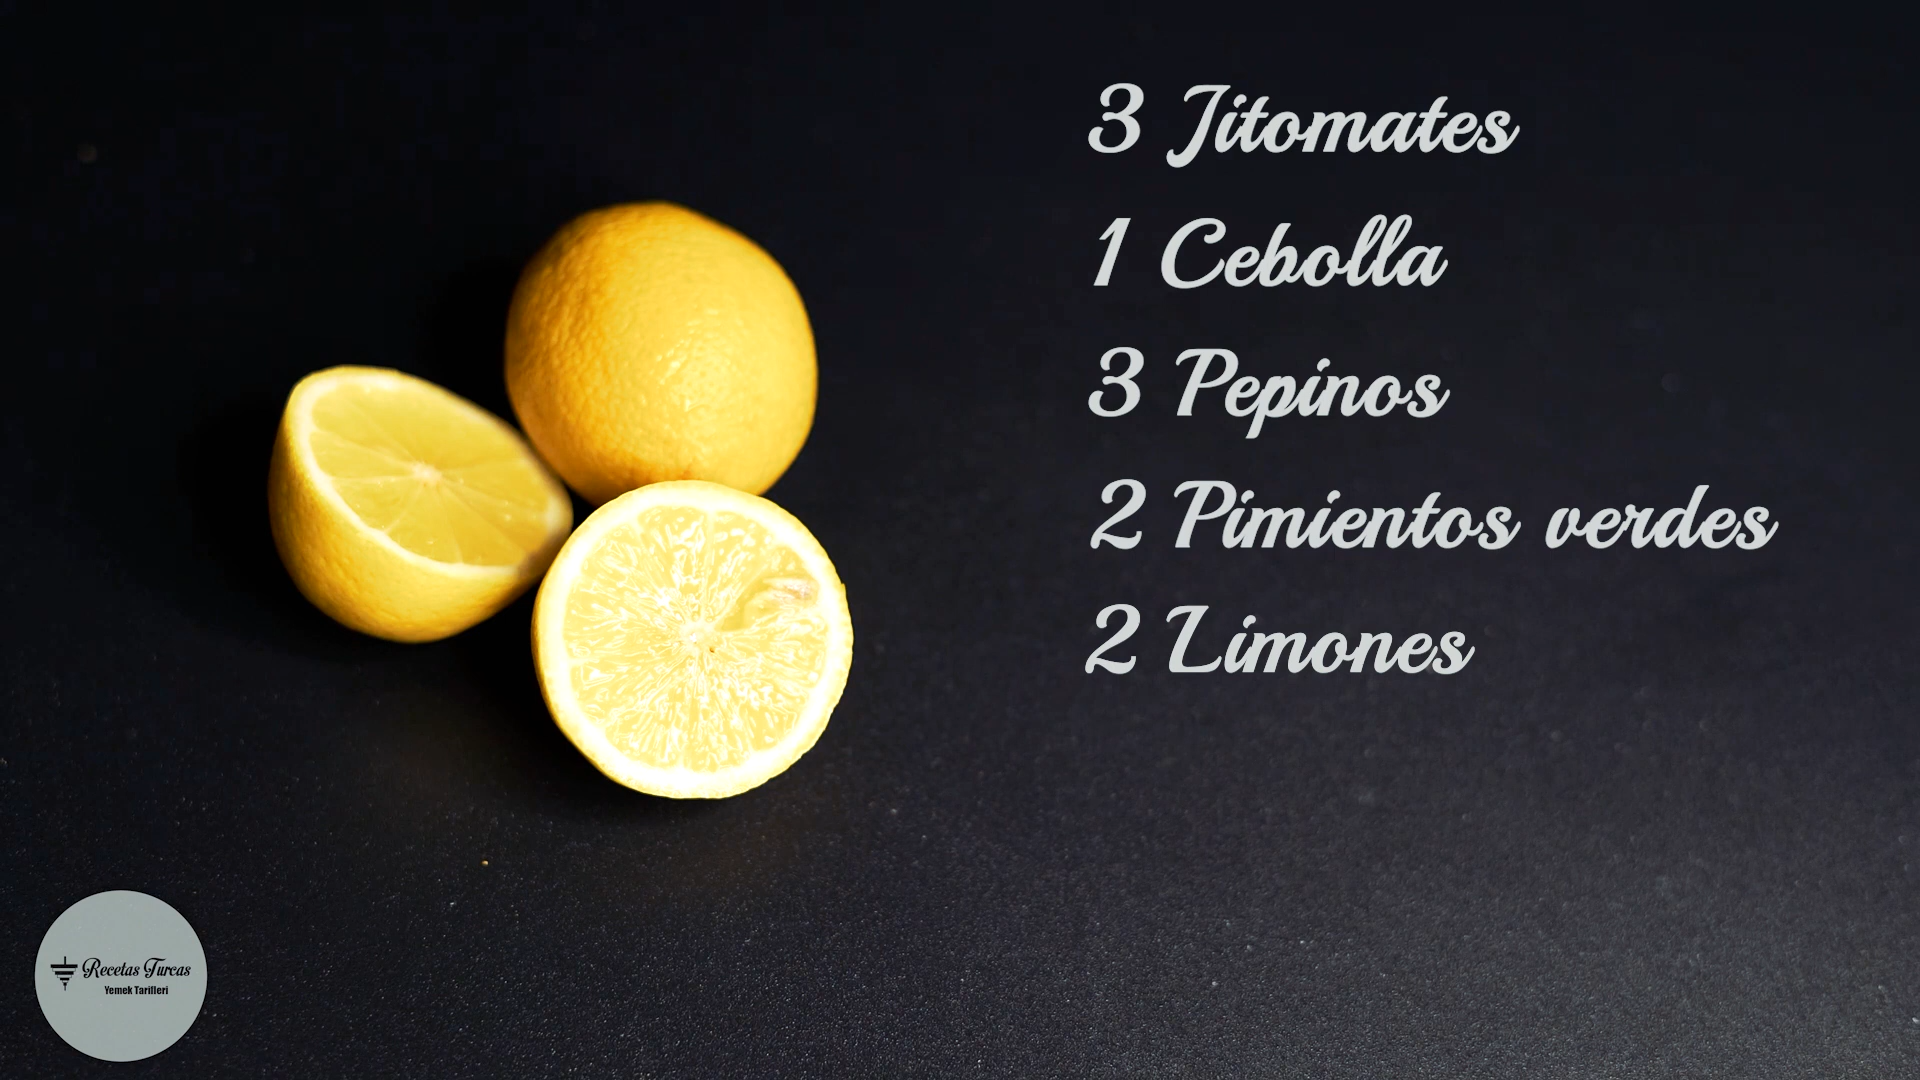 3 Jitomates
1 Cebolla
3 Pepinos
2 Pimientos verdes
2 Limones
Recetas Turcas
Yemek Tarifleri